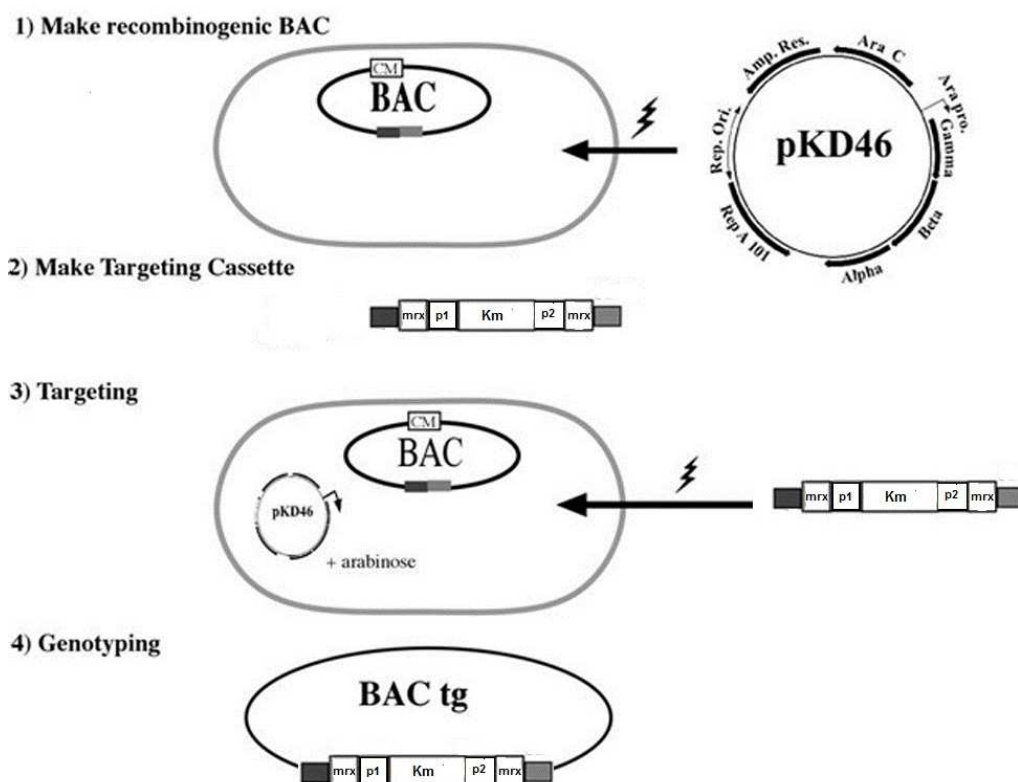 1) Make recombinogenic BAC
CM
BAC
pKD46
Amp. Res.
Ara C
Ara pro.
Gamma
Beta
Alpha
Rep A 101
Rep. Ori.
2) Make Targeting Cassette
mrx p1 Km p2 mrx
3) Targeting
CM
BAC
pKD46
+ arabinose
mrx p1 Km p2 mrx
4) Genotyping
BAC tg
mrx p1 Km p2 mrx